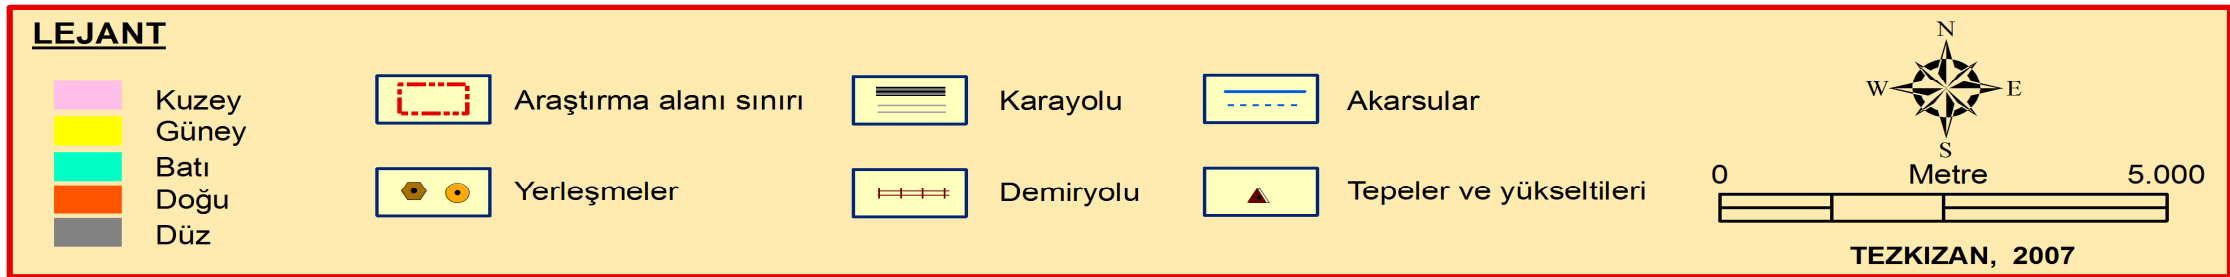 LEJANT
Kuzey
Güney
Batı
Doğu
Düz
Araştırma alanı sınırı
Yerleşmeler
Karayolu
Demiryolu
Akarsular
Tepeler ve yükseltileri
N
W E
S
0 Metre 5.000
TEZKIZAN, 2007